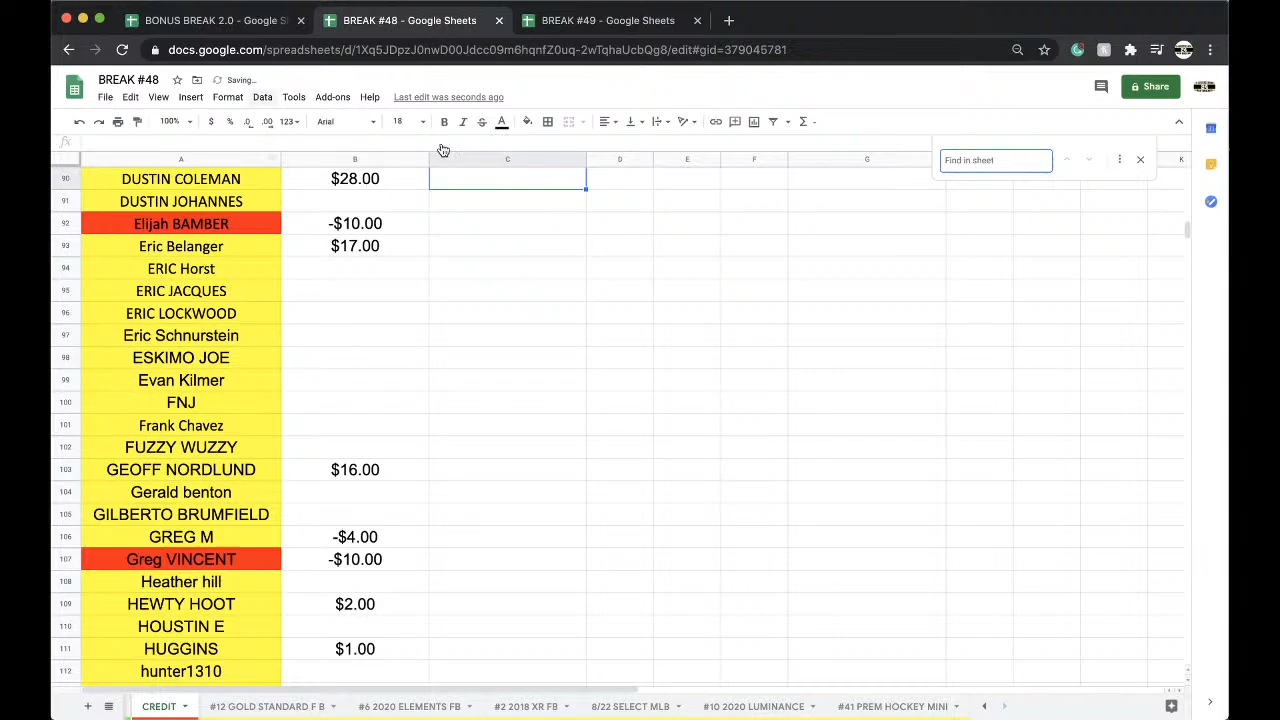 BONUS BREAK 2.0 - Google S
BREAK #48 - Google Sheets
BREAK #49 - Google Sheets
docs.google.com/spreadsheets/d/1Xq5JDpzJ0nwD00Jdcc09m6hqnfZ0uq-2wTqhaUcbQg8/edit#gid=379045781
BREAK #48
Saving...
File Edit View Insert Format Data Tools Add-ons Help Last edit was seconds ago
Share
100% $ % .0 .00 123 Arial 18 B I S A
fx
Find in sheet
A B C D E F G K
90 DUSTIN COLEMAN $28.00
91 DUSTIN JOHANNES
92 Elijah BAMBER -$10.00
93 Eric Belanger $17.00
94 ERIC Horst
95 ERIC JACQUES
96 ERIC LOCKWOOD
97 Eric Schnurstein
98 ESKIMO JOE
99 Evan Kilmer
100 FNJ
101 Frank Chavez
102 FUZZY WUZZY
103 GEOFF NORDLUND $16.00
104 Gerald benton
105 GILBERTO BRUMFIELD
106 GREG M -$4.00
107 Greg VINCENT -$10.00
108 Heather hill
109 HEWTY HOOT $2.00
110 HOUSTIN E
111 HUGGINS $1.00
112 hunter1310
CREDIT #12 GOLD STANDARD F B #6 2020 ELEMENTS FB #2 2018 XR FB 8/22 SELECT MLB #10 2020 LUMINANCE #41 PREM HOCKEY MINI